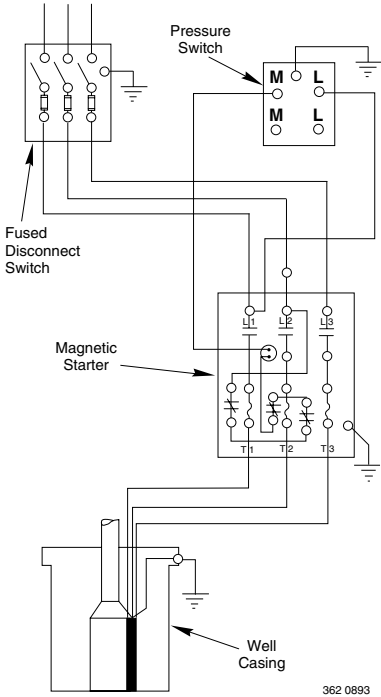 Pressure
Switch
M L
M L
Fused
Disconnect
Switch
L1 L2 L3
Magnetic
Starter
T1 T2 T3
Well
Casing
362 0893